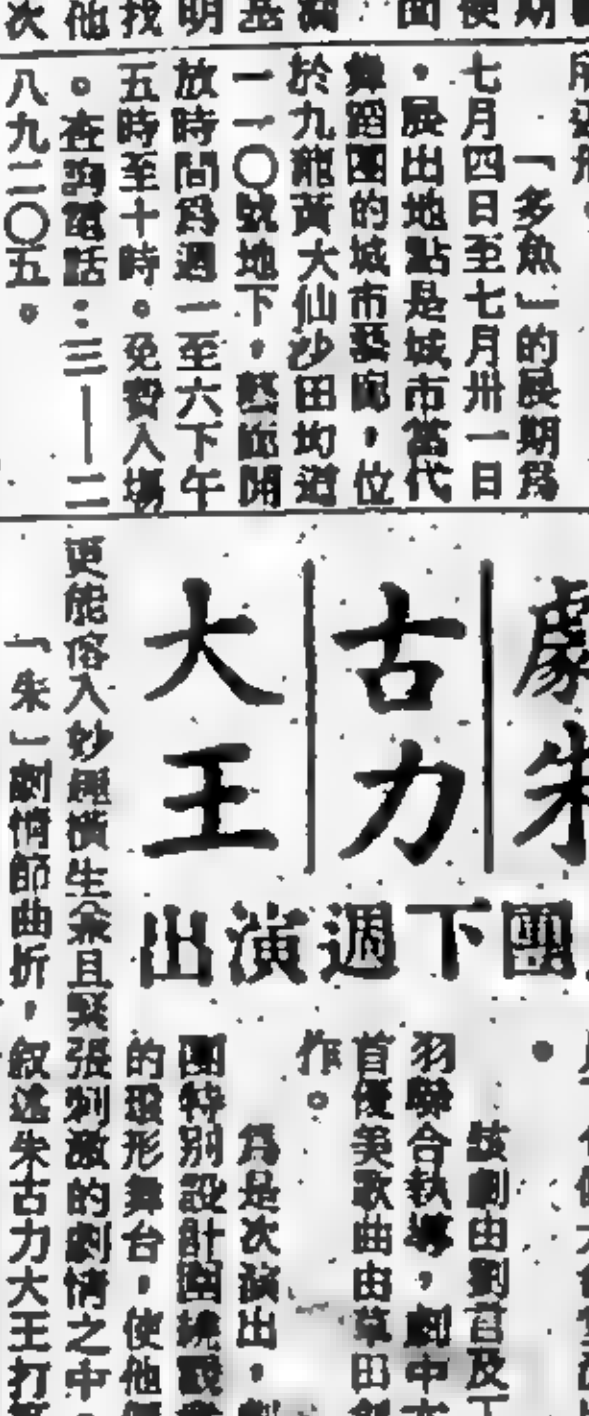 「多魚」的展期為
七月四日至七月卅一日
，展出地點是城市當代
舞蹈團的城市藝廊，位
於九龍黃大仙沙田坳道
一一〇號地下，藝廊開
放時間為週一至六下午
五時至十時。免費入場
。查詢電話：三——二
八九二〇五。
劇朱
古力
大王
團下週演出
該劇由劉君及丁
羽聯合執導，劇中
首優美歌曲由草田
作。
為是次演出，
團特別設計圍繞
的形舞台，使他
更能溶入妙趣橫生兼且緊張刺激的劇情之中。
「朱」劇情節曲折，叙述朱古力大王打